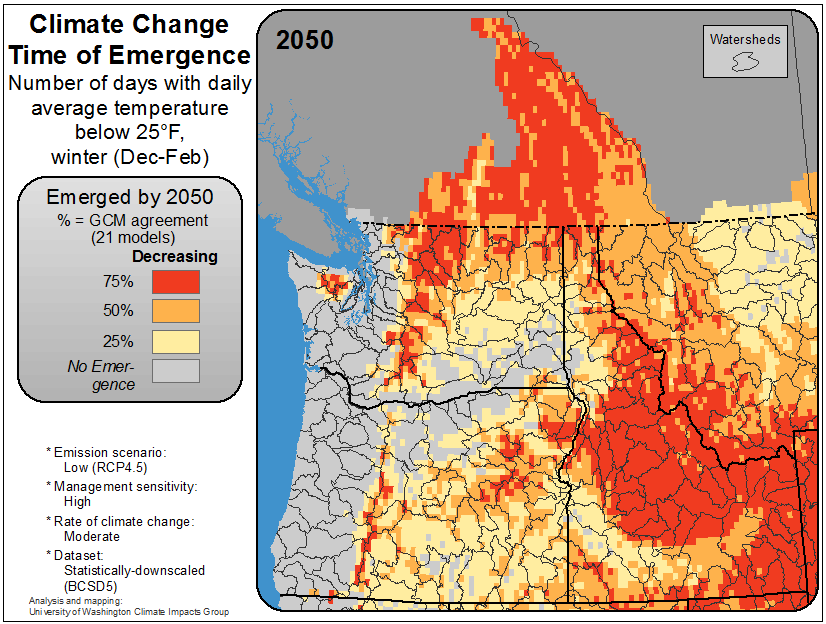 Climate Change
Time of Emergence
Number of days with daily
average temperature
below 25°F,
winter (Dec-Feb)
Emerged by 2050
% = GCM agreement
(21 models)
Decreasing
75%
50%
25%
No Emer-
gence
* Emission scenario:
Low (RCP4.5)
* Management sensitivity:
High
* Rate of climate change:
Moderate
* Dataset:
Statistically-downscaled
(BCSD5)
Analysis and mapping:
University of Washington Climate Impacts Group
2050
Watersheds